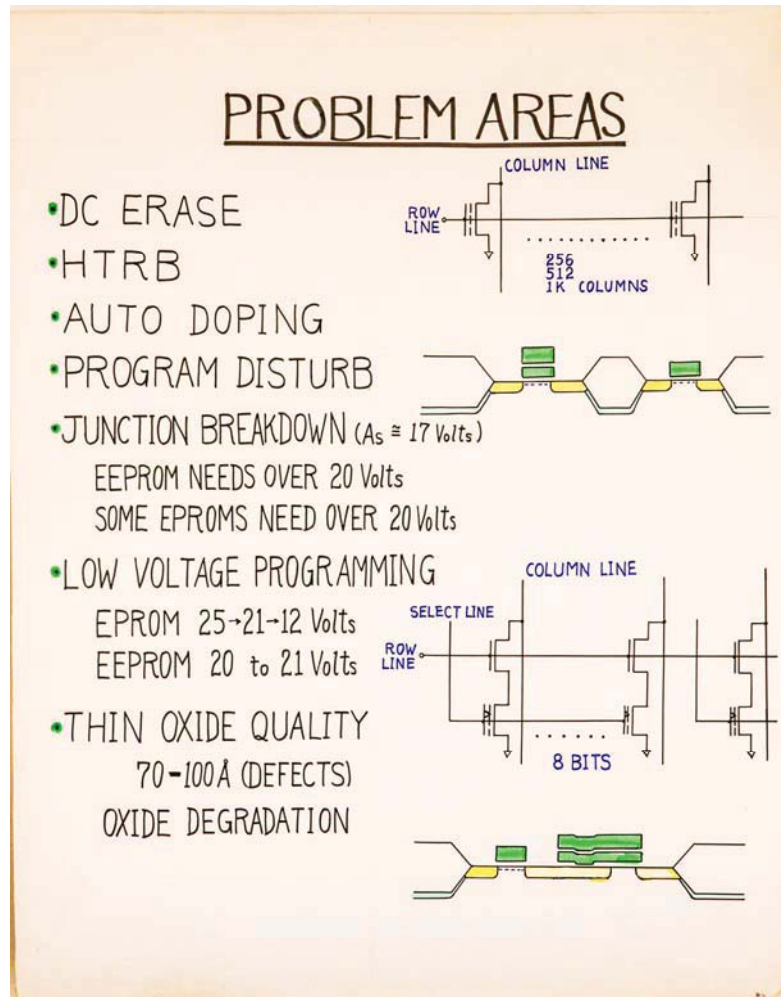 PROBLEM AREAS
•DC ERASE
•HTRB
•AUTO DOPING
•PROGRAM DISTURB
•JUNCTION BREAKDOWN (As ≅ 17 Volts)
EEPROM NEEDS OVER 20 Volts
SOME EPROMS NEED OVER 20 Volts
•LOW VOLTAGE PROGRAMMING
EPROM 25→21→12 Volts
EEPROM 20 to 21 Volts
•THIN OXIDE QUALITY
70-100Å (DEFECTS)
OXIDE DEGRADATION
COLUMN LINE
ROW
LINE
256
512
1K COLUMNS
COLUMN LINE
SELECT LINE
ROW
LINE
8 BITS